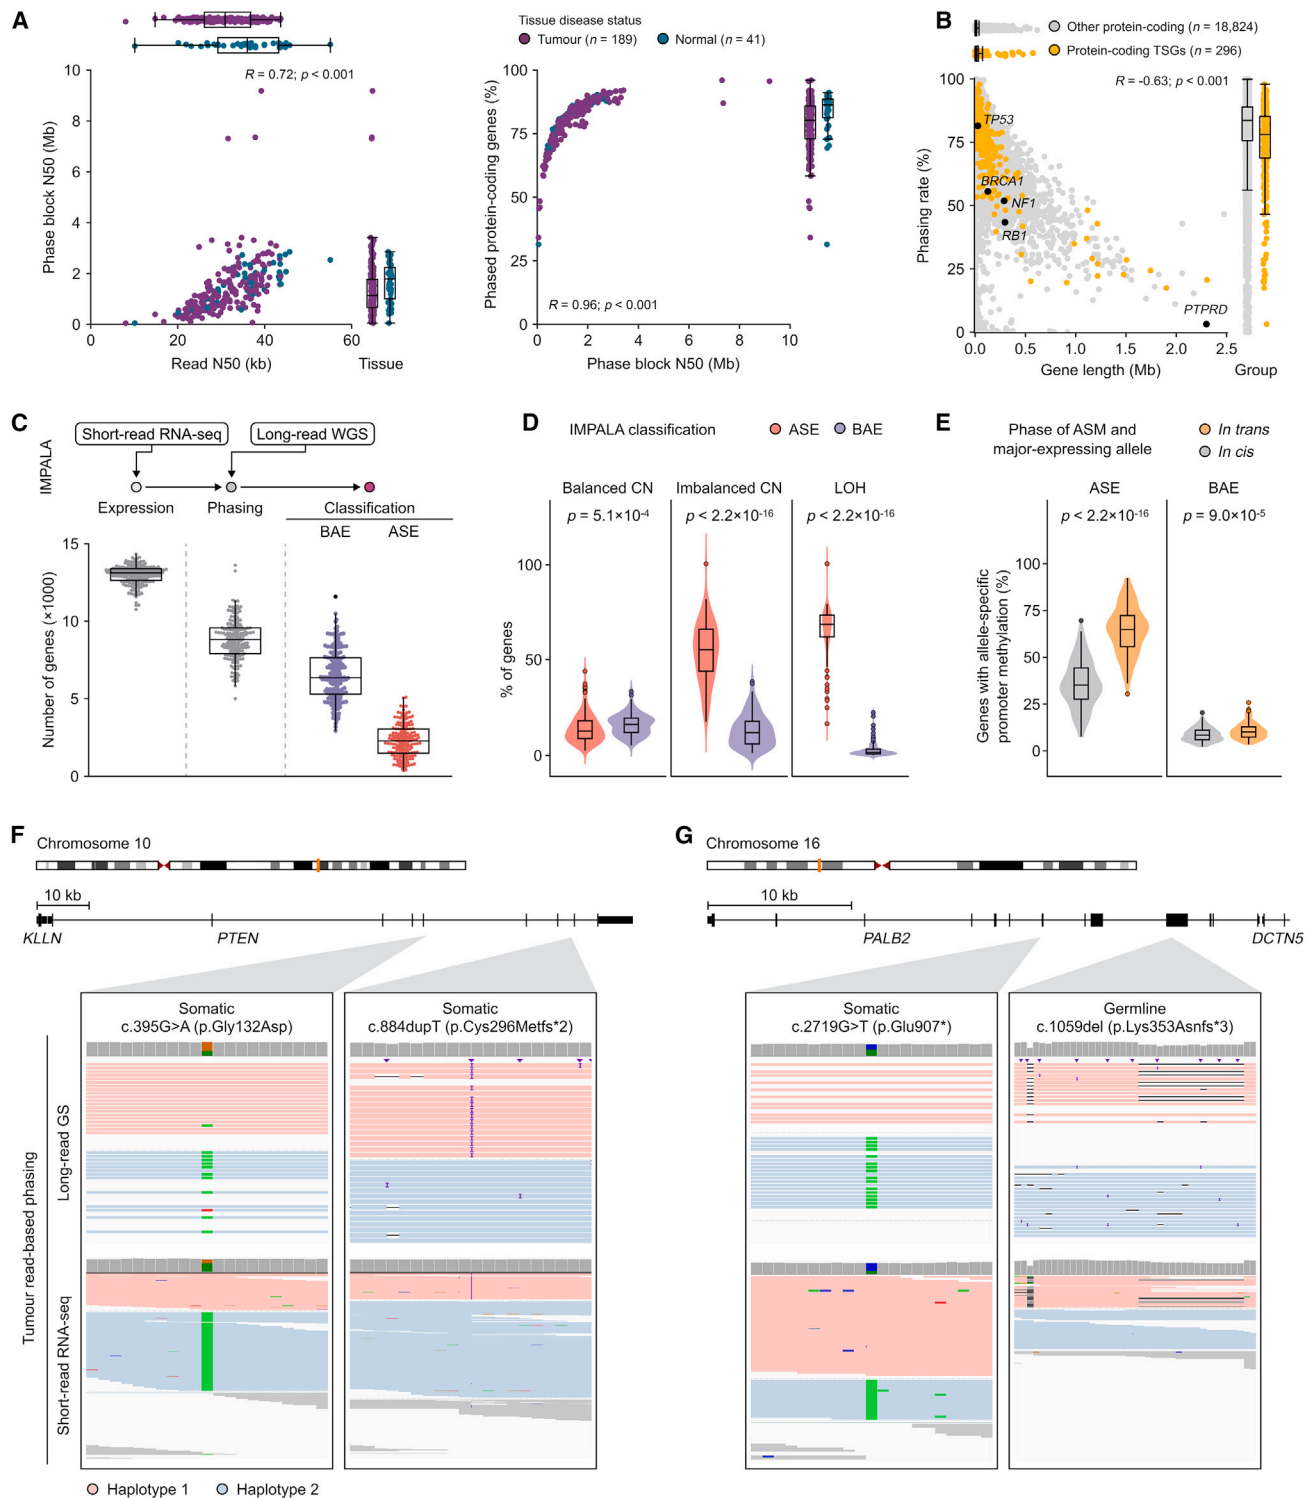 A
Tissue disease status
Tumour (n = 189)
Normal (n = 41)
R = 0.72; p < 0.001
Phase block N50 (Mb)
10
8
6
4
2
0
0
20
40
60
Read N50 (kb)
Tissue
Phased protein-coding genes (%)
100
75
50
25
0
R = 0.96; p < 0.001
0
2
4
6
8
10
Phase block N50 (Mb)
B
Other protein-coding (n = 18,824)
Protein-coding TSGs (n = 296)
R = -0.63; p < 0.001
Phasing rate (%)
100
75
50
25
0
TP53
BRCA1
NF1
RB1
PTPRD
0
0.5
1.0
1.5
2.0
2.5
Gene length (Mb)
Group
C
IMPALA
Short-read RNA-seq
Long-read WGS
Expression
Phasing
Classification
BAE
ASE
Number of genes (×1000)
15
10
5
0
D
IMPALA classification
ASE
BAE
Balanced CN
Imbalanced CN
LOH
p = 5.1×10-4
p < 2.2×10-16
p < 2.2×10-16
% of genes
100
50
0
E
Phase of ASM and
major-expressing allele
In trans
In cis
ASE
BAE
p < 2.2×10-16
p = 9.0×10-5
Genes with allele-specific
promoter methylation (%)
100
75
50
25
0
F
Chromosome 10
10 kb
KLLN
PTEN
Somatic
c.395G>A (p.Gly132Asp)
Somatic
c.884dupT (p.Cys296Metfs*2)
Tumour read-based phasing
Long-read GS
Short-read RNA-seq
Haplotype 1
Haplotype 2
G
Chromosome 16
10 kb
PALB2
DCTN5
Somatic
c.2719G>T (p.Glu907*)
Germline
c.1059del (p.Lys353Asnfs*3)